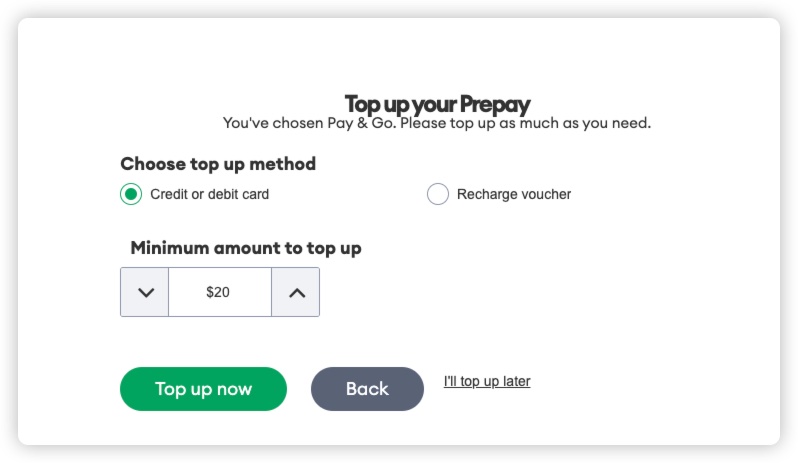 Top up your Prepay
You've chosen Pay & Go. Please top up as much as you need.
Choose top up method
Credit or debit card
Recharge voucher
Minimum amount to top up
$20
Top up now
Back
I'll top up later